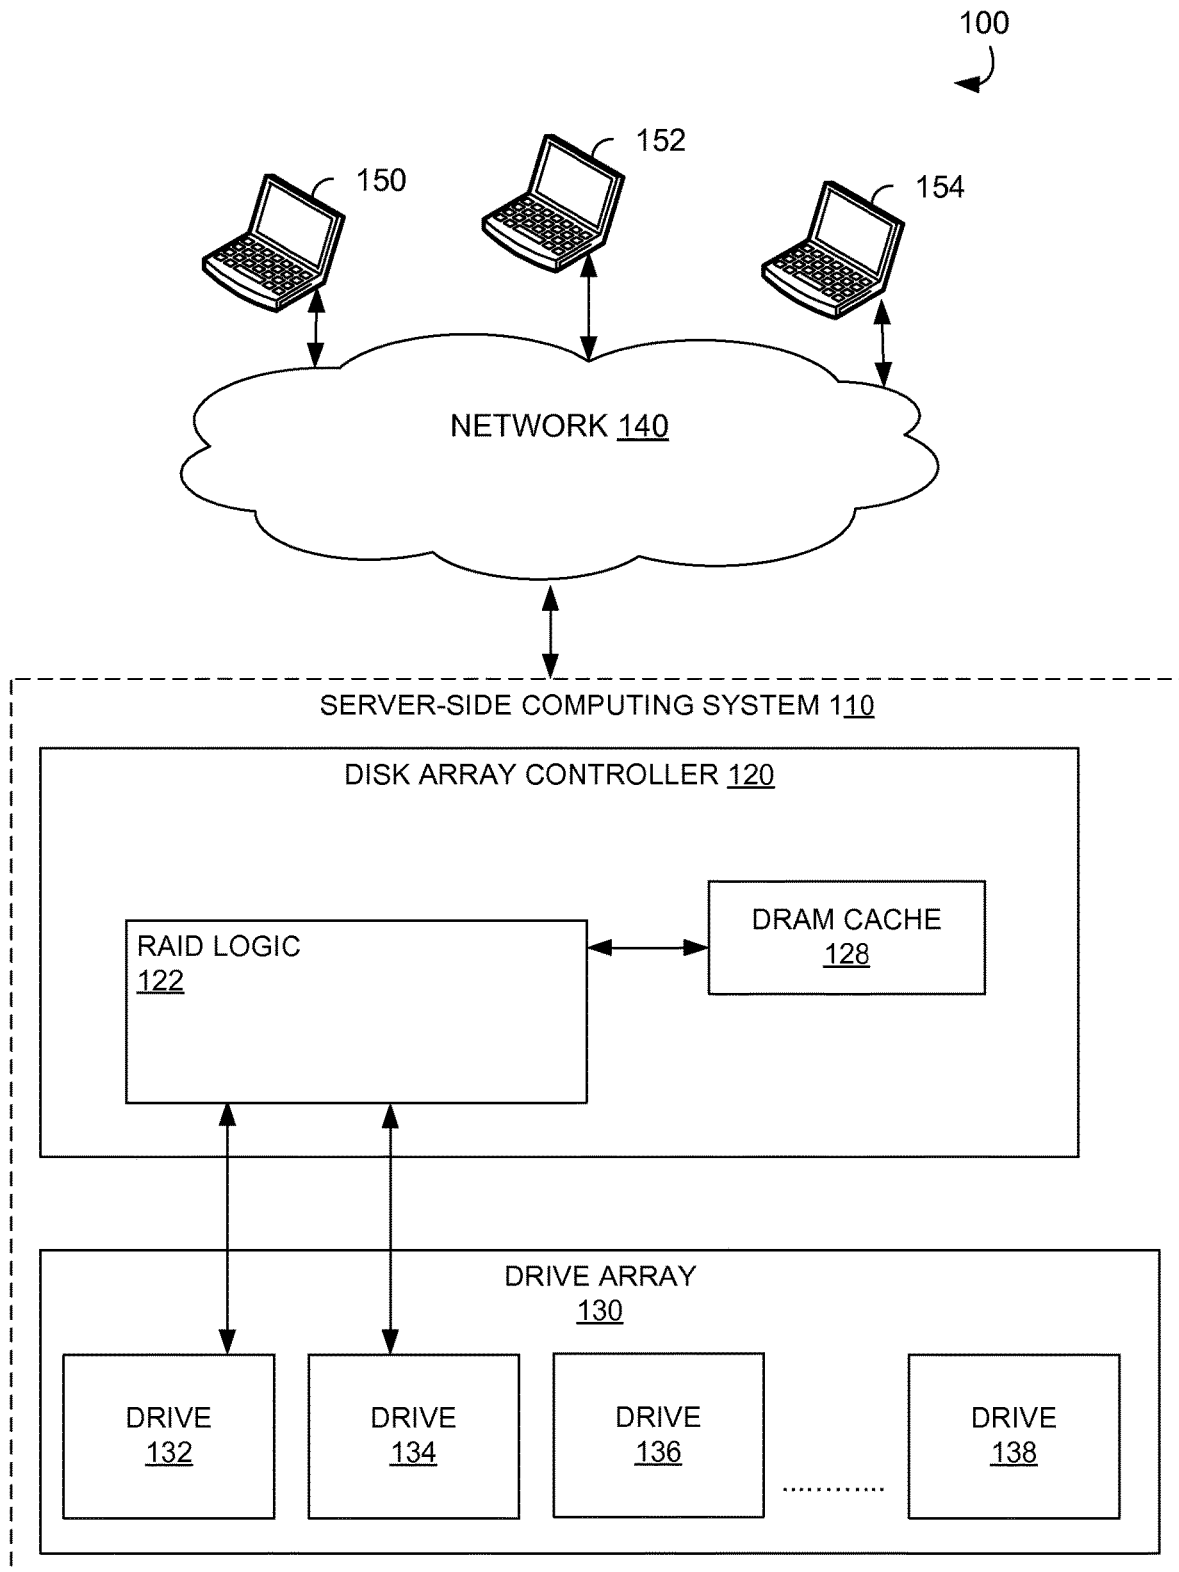 100
152
150
154
NETWORK 140
SERVER-SIDE COMPUTING SYSTEM 110
DISK ARRAY CONTROLLER 120
DRAM CACHE
128
RAID LOGIC
122
DRIVE ARRAY
130
DRIVE
132
DRIVE
134
DRIVE
136
............
DRIVE
138